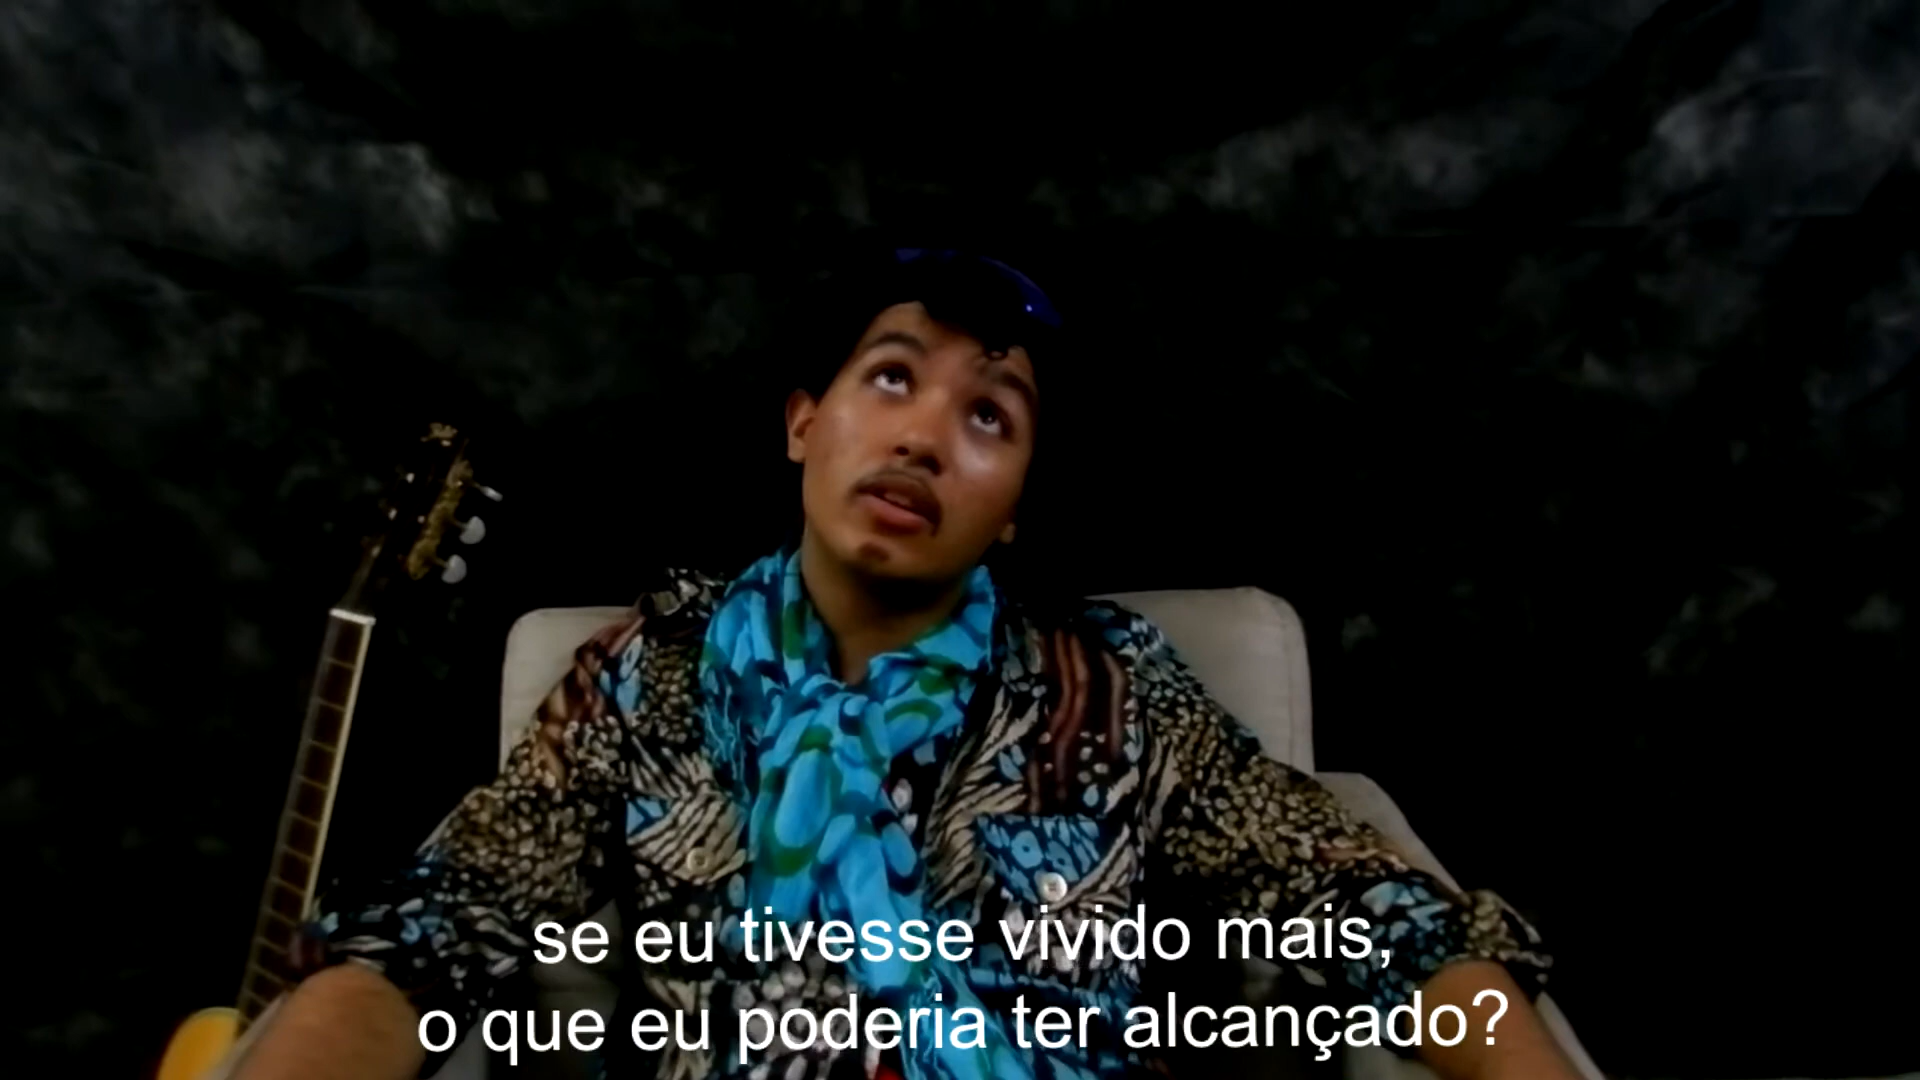 se eu tivesse vivido mais,
o que eu poderia ter alcançado?